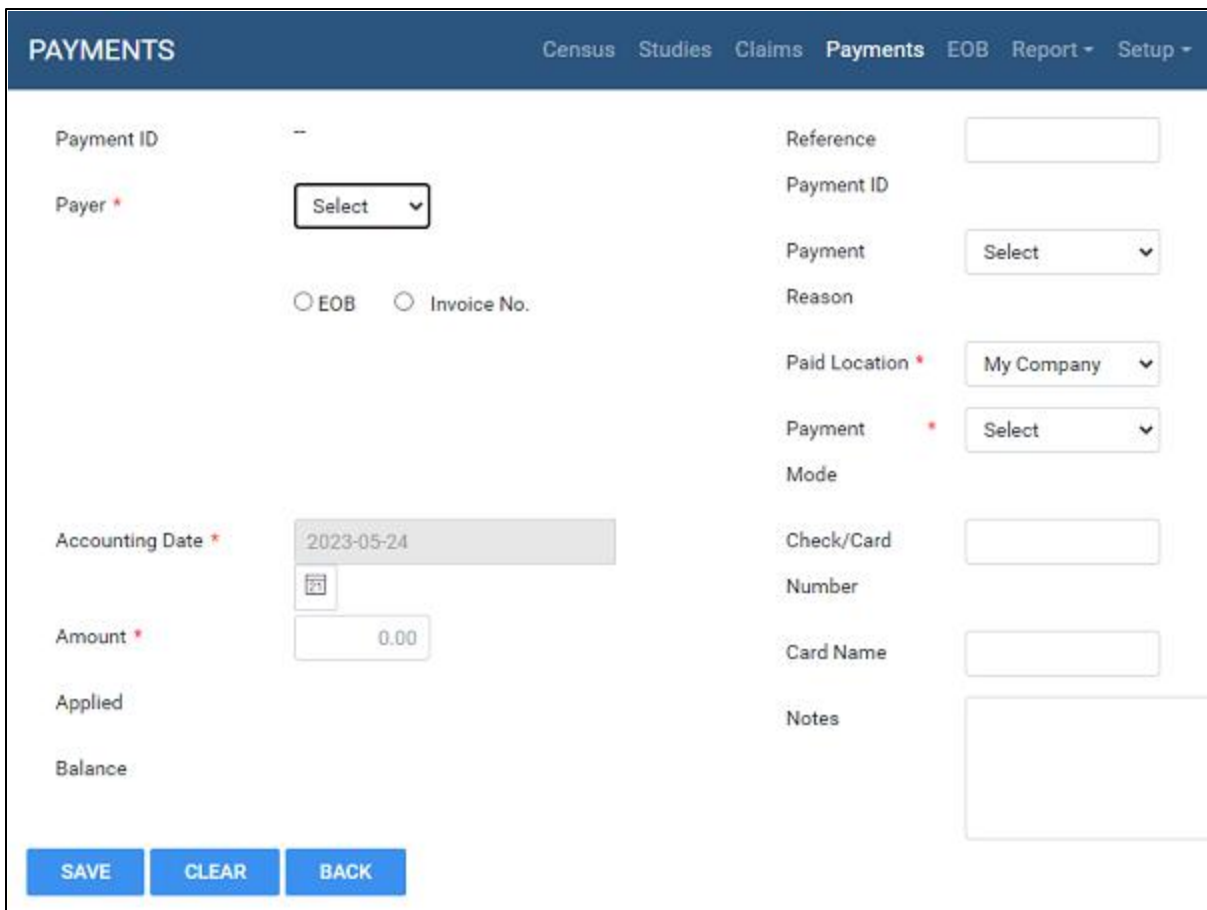 PAYMENTS
Census Studies Claims Payments EOB Report Setup
Payment ID --
Payer * Select
EOB Invoice No.
Accounting Date * 2023-05-24
21
Amount * 0.00
Applied
Balance
Reference
Payment ID
Payment Select
Reason
Paid Location * My Company
Payment * Select
Mode
Check/Card
Number
Card Name
Notes
SAVE CLEAR BACK